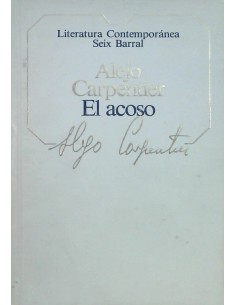 Literatura Contemporánea
Seix Barral
Alejo
Carpentier
El acoso
Alejo Carpentier